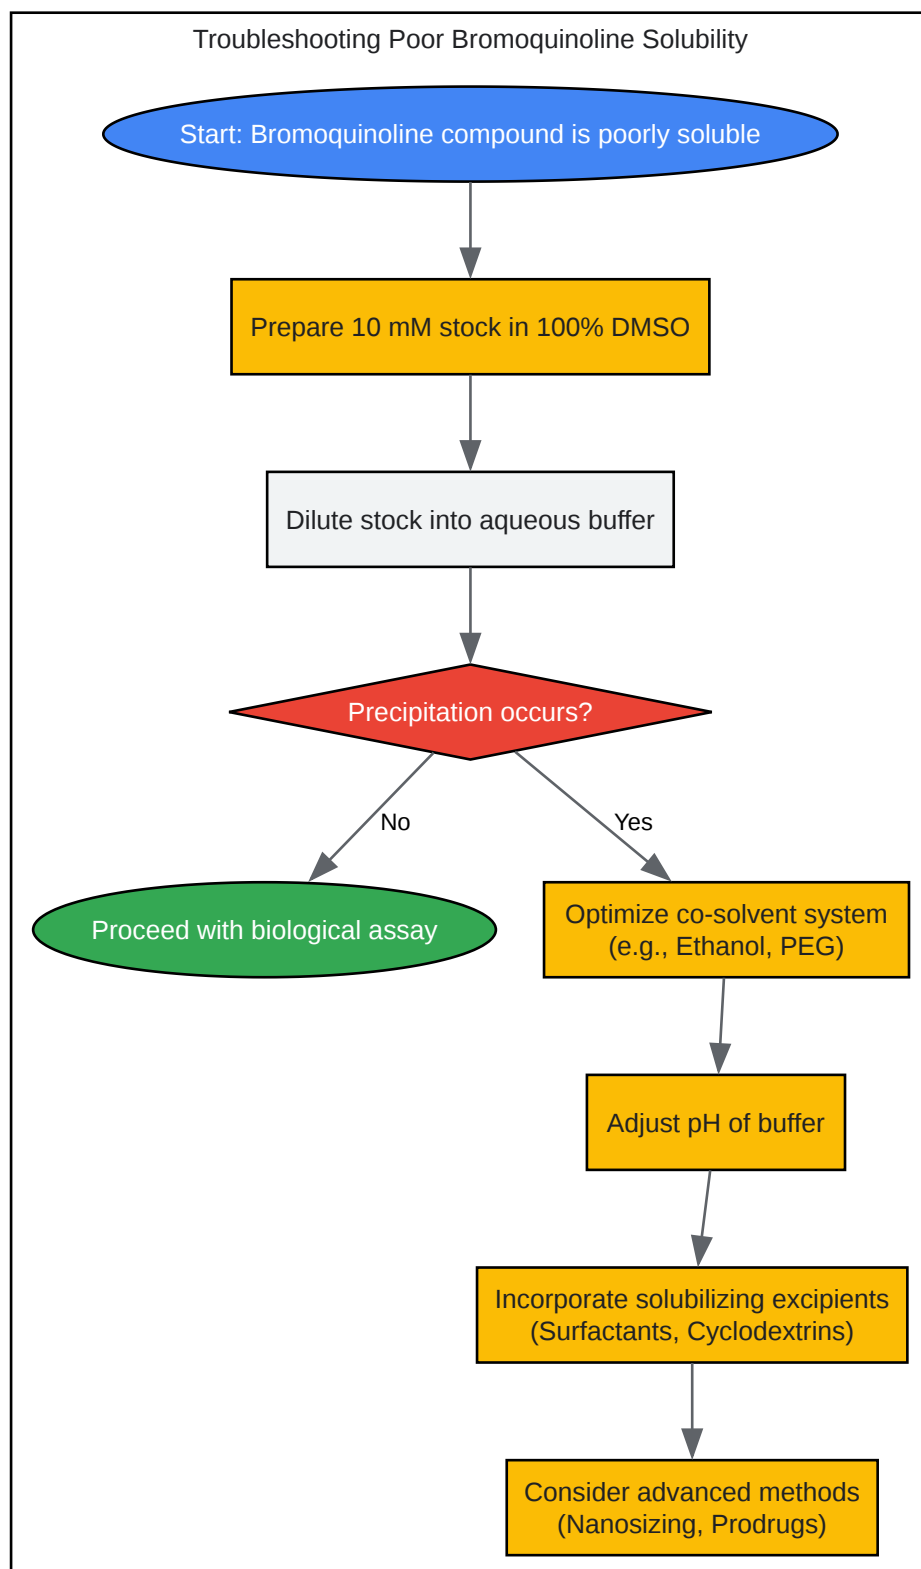 Troubleshooting Poor Bromoquinoline Solubility
Start: Bromoquinoline compound is poorly soluble
Prepare 10 mM stock in 100% DMSO
Dilute stock into aqueous buffer
Precipitation occurs?
No
Yes
Proceed with biological assay
Optimize co-solvent system
(e.g., Ethanol, PEG)
Adjust pH of buffer
Incorporate solubilizing excipients
(Surfactants, Cyclodextrins)
Consider advanced methods
(Nanosizing, Prodrugs)